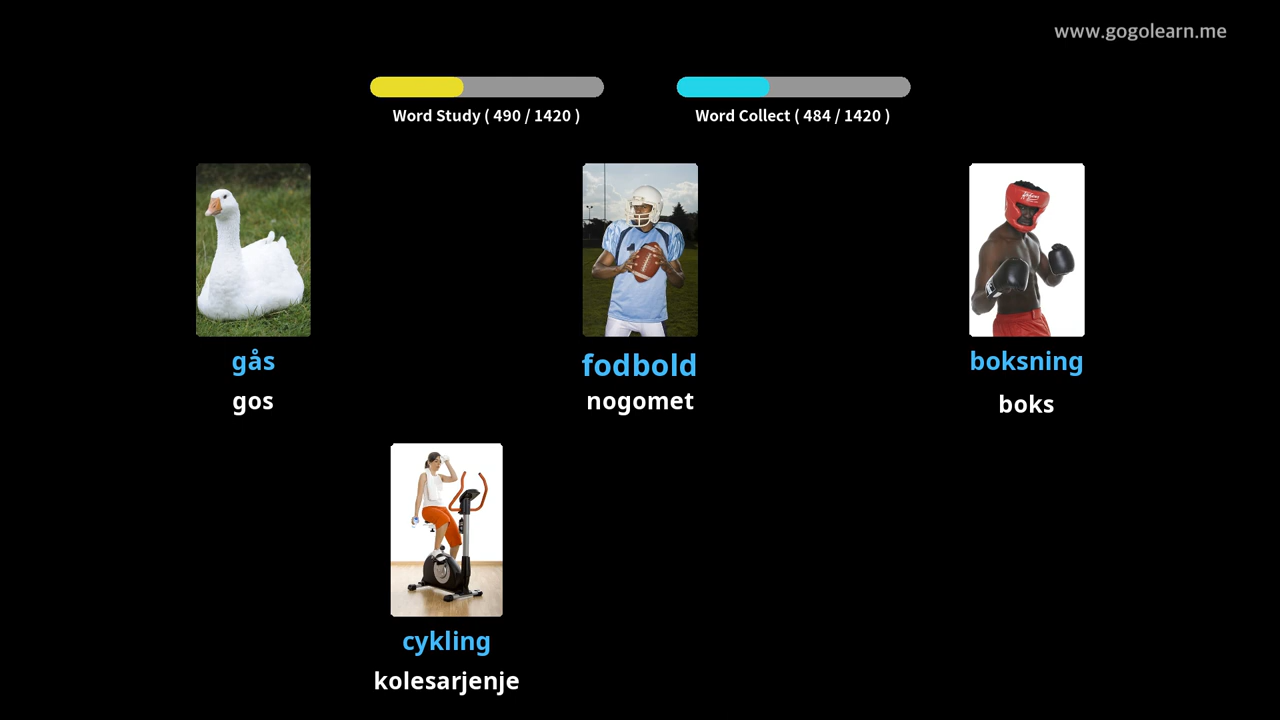 www.gogolearn.me
Word Study ( 490 / 1420 )
Word Collect ( 484 / 1420 )
gås
gos
fodbold
nogomet
boksning
boks
cykling
kolesarjenje